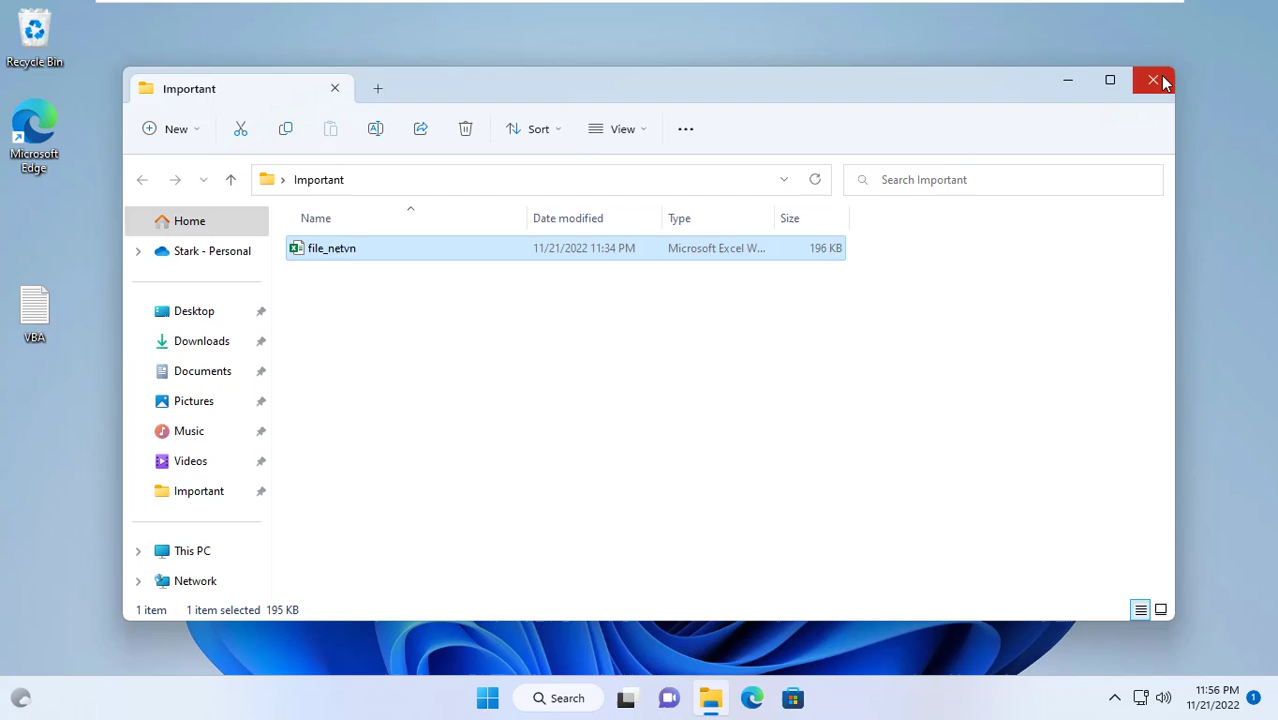 Recycle Bin
Microsoft
Edge
VBA
Important
New
Sort
View
Important
Search Important
Name
Date modified
Type
Size
file_netvn
11/21/2022 11:34 PM
Microsoft Excel W...
196 KB
Home
Stark - Personal
Desktop
Downloads
Documents
Pictures
Music
Videos
Important
This PC
Network
1 item
1 item selected 195 KB
Search
11:56 PM
11/21/2022
1